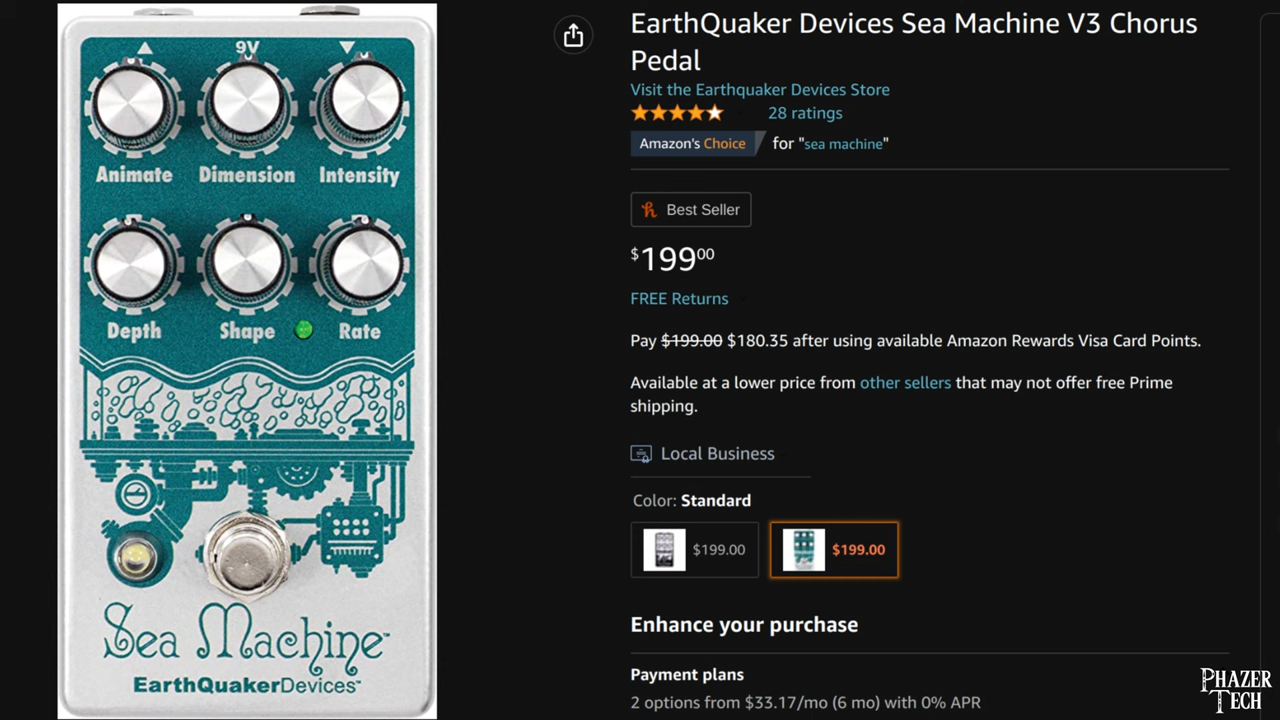 9V
Animate Dimension Intensity
Depth Shape Rate
Sea Machine™
EarthQuakerDevices™
EarthQuaker Devices Sea Machine V3 Chorus
Pedal
Visit the Earthquaker Devices Store
28 ratings
Amazon's Choice for "sea machine"
Best Seller
$19900
FREE Returns
Pay $199.00 $180.35 after using available Amazon Rewards Visa Card Points.
Available at a lower price from other sellers that may not offer free Prime
shipping.
Local Business
Color: Standard
$199.00 $199.00
Enhance your purchase
Payment plans
2 options from $33.17/mo (6 mo) with 0% APR
PHAZER
TECH